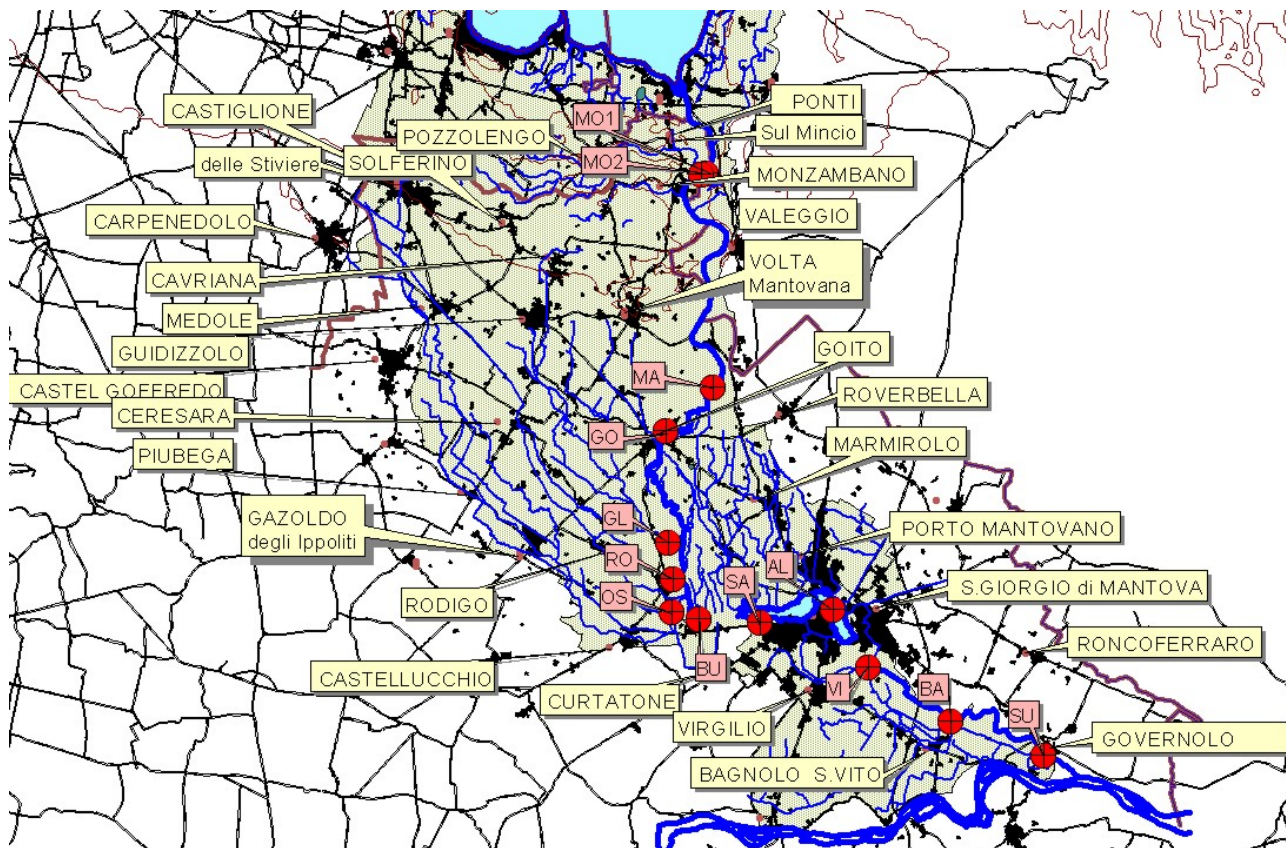 CASTIGLIONE
delle Stiviere
SOLFERINO
POZZOLENGO
MO1
MO2
PONTI
Sul Mincio
MONZAMBANO
VALEGGIO
CARPENEDOLO
CAVRIANA
VOLTA
Mantovana
MEDOLE
GUIDIZZOLO
GOITO
CASTEL GOFFREDO
MA
ROVERBELLA
CERESARA
GO
MARMIROLO
PIUBEGA
GAZOLDO
degli Ippoliti
GL
PORTO MANTOVANO
RO
AL
SA
S.GIORGIO di MANTOVA
RODIGO
OS
RONCOFERRARO
CASTELLUCCHIO
BU
CURTATONE
VI
BA
VIRGILIO
SU
GOVERNOLO
BAGNOLO S.VITO